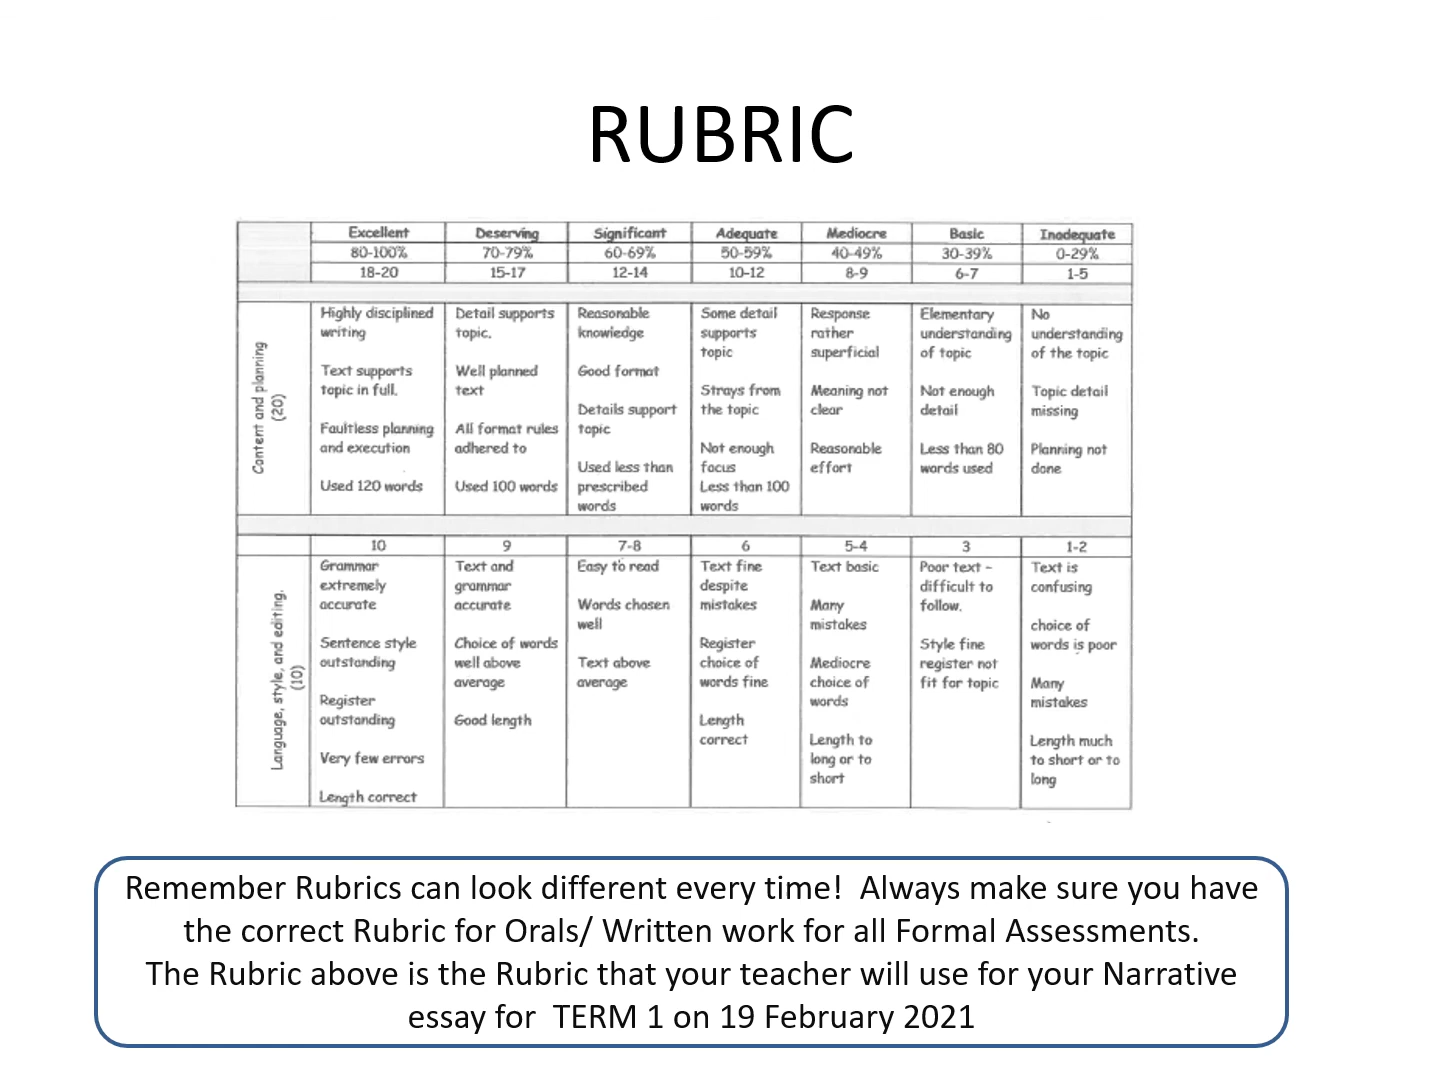 RUBRIC
Excellent Deserving Significant Adequate Mediocre Basic Inadequate
80-100% 70-79% 60-69% 50-59% 40-49% 30-39% 0-29%
18-20 15-17 12-14 10-12 8-9 6-7 1-5
Content and planning
(20)
Highly disciplined
writing
Text supports
topic in full.
Faultless planning
and execution
Used 120 words
Detail supports
topic.
Well planned
text
All format rules
adhered to
Used 100 words
Reasonable
knowledge
Good format
Details support
topic
Used less than
prescribed
words
Some detail
supports
topic
Strays from
the topic
Not enough
focus
Less than 100
words
Response
rather
superficial
Meaning not
clear
Reasonable
effort
Elementary
understanding
of topic
Not enough
detail
Less than 80
words used
No
understanding
of the topic
Topic detail
missing
Planning not
done
10 9 7-8 6 5-4 3 1-2
Language, style, and editing.
(10)
Grammar
extremely
accurate
Sentence style
outstanding
Register
outstanding
Very few errors
Length correct
Text and
grammar
accurate
Choice of words
well above
average
Good length
Easy to read
Words chosen
well
Text above
average
Text fine
despite
mistakes
Register
choice of
words fine
Length
correct
Text basic
Many
mistakes
Mediocre
choice of
words
Length to
long or to
short
Poor text -
difficult to
follow.
Style fine
register not
fit for topic
Text is
confusing
choice of
words is poor
Many
mistakes
Length much
to short or to
long
Remember Rubrics can look different every time!  Always make sure you have
the correct Rubric for Orals/ Written work for all Formal Assessments.
The Rubric above is the Rubric that your teacher will use for your Narrative
essay for  TERM 1 on 19 February 2021